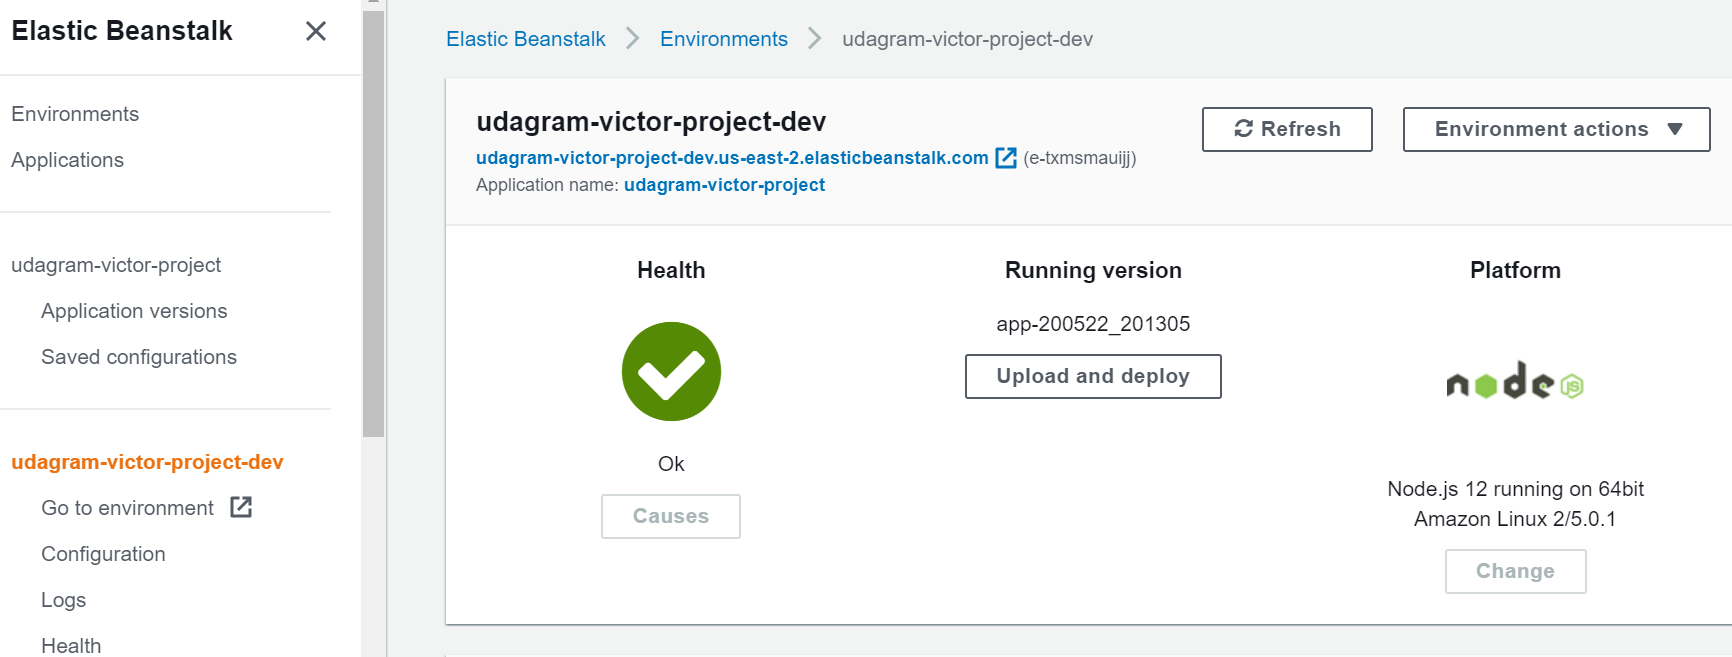 Elastic Beanstalk
Environments
Applications
udagram-victor-project
Application versions
Saved configurations
udagram-victor-project-dev
Go to environment
Configuration
Logs
Health
Elastic Beanstalk Environments udagram-victor-project-dev
udagram-victor-project-dev
Refresh
Environment actions
udagram-victor-project-dev.us-east-2.elasticbeanstalk.com (e-txmsmauijj)
Application name: udagram-victor-project
Health
Ok
Causes
Running version
app-200522_201305
Upload and deploy
Platform
node
JS
Node.js 12 running on 64bit
Amazon Linux 2/5.0.1
Change